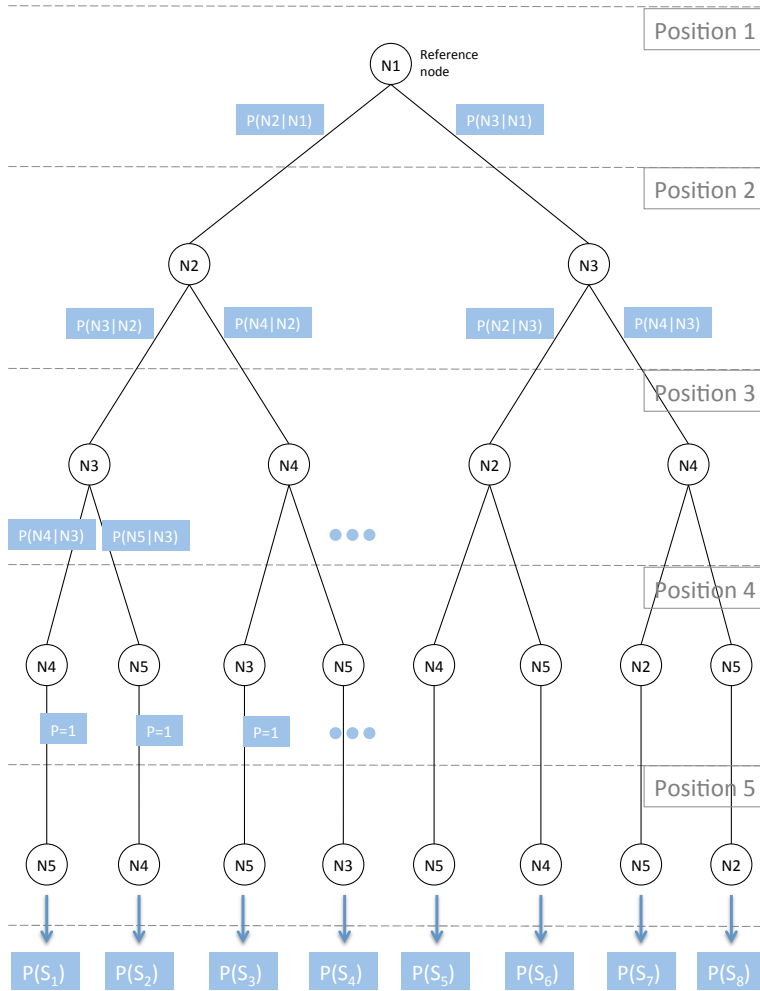 Position 1
N1
Reference
node
P(N2|N1)
P(N3|N1)
Position 2
N2
N3
P(N3|N2)
P(N4|N2)
P(N2|N3)
P(N4|N3)
Position 3
N3
N4
N2
N4
P(N4|N3)
P(N5|N3)
Position 4
N4
N5
N3
N5
N4
N5
N2
N5
P=1
P=1
P=1
Position 5
N5
N4
N5
N3
N5
N4
N5
N2
P(S₁)
P(S₂)
P(S₃)
P(S₄)
P(S₅)
P(S₆)
P(S₇)
P(S₈)